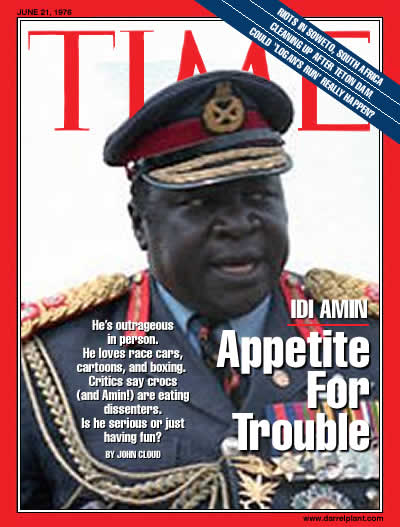 JUNE 21, 1976
RIOTS IN SOWETO, SOUTH AFRICA
CLEANING UP AFTER TETON DAM
COULD 'LOGAN'S RUN' REALLY HAPPEN?
TIME
IDI AMIN
Appetite
For
Trouble
He's outrageous
in person.
He loves race cars,
cartoons, and boxing.
Critics say crocs
(and Amin!) are eating
dissenters.
Is he serious or just
having fun?
BY JOHN CLOUD
www.darrelplant.com